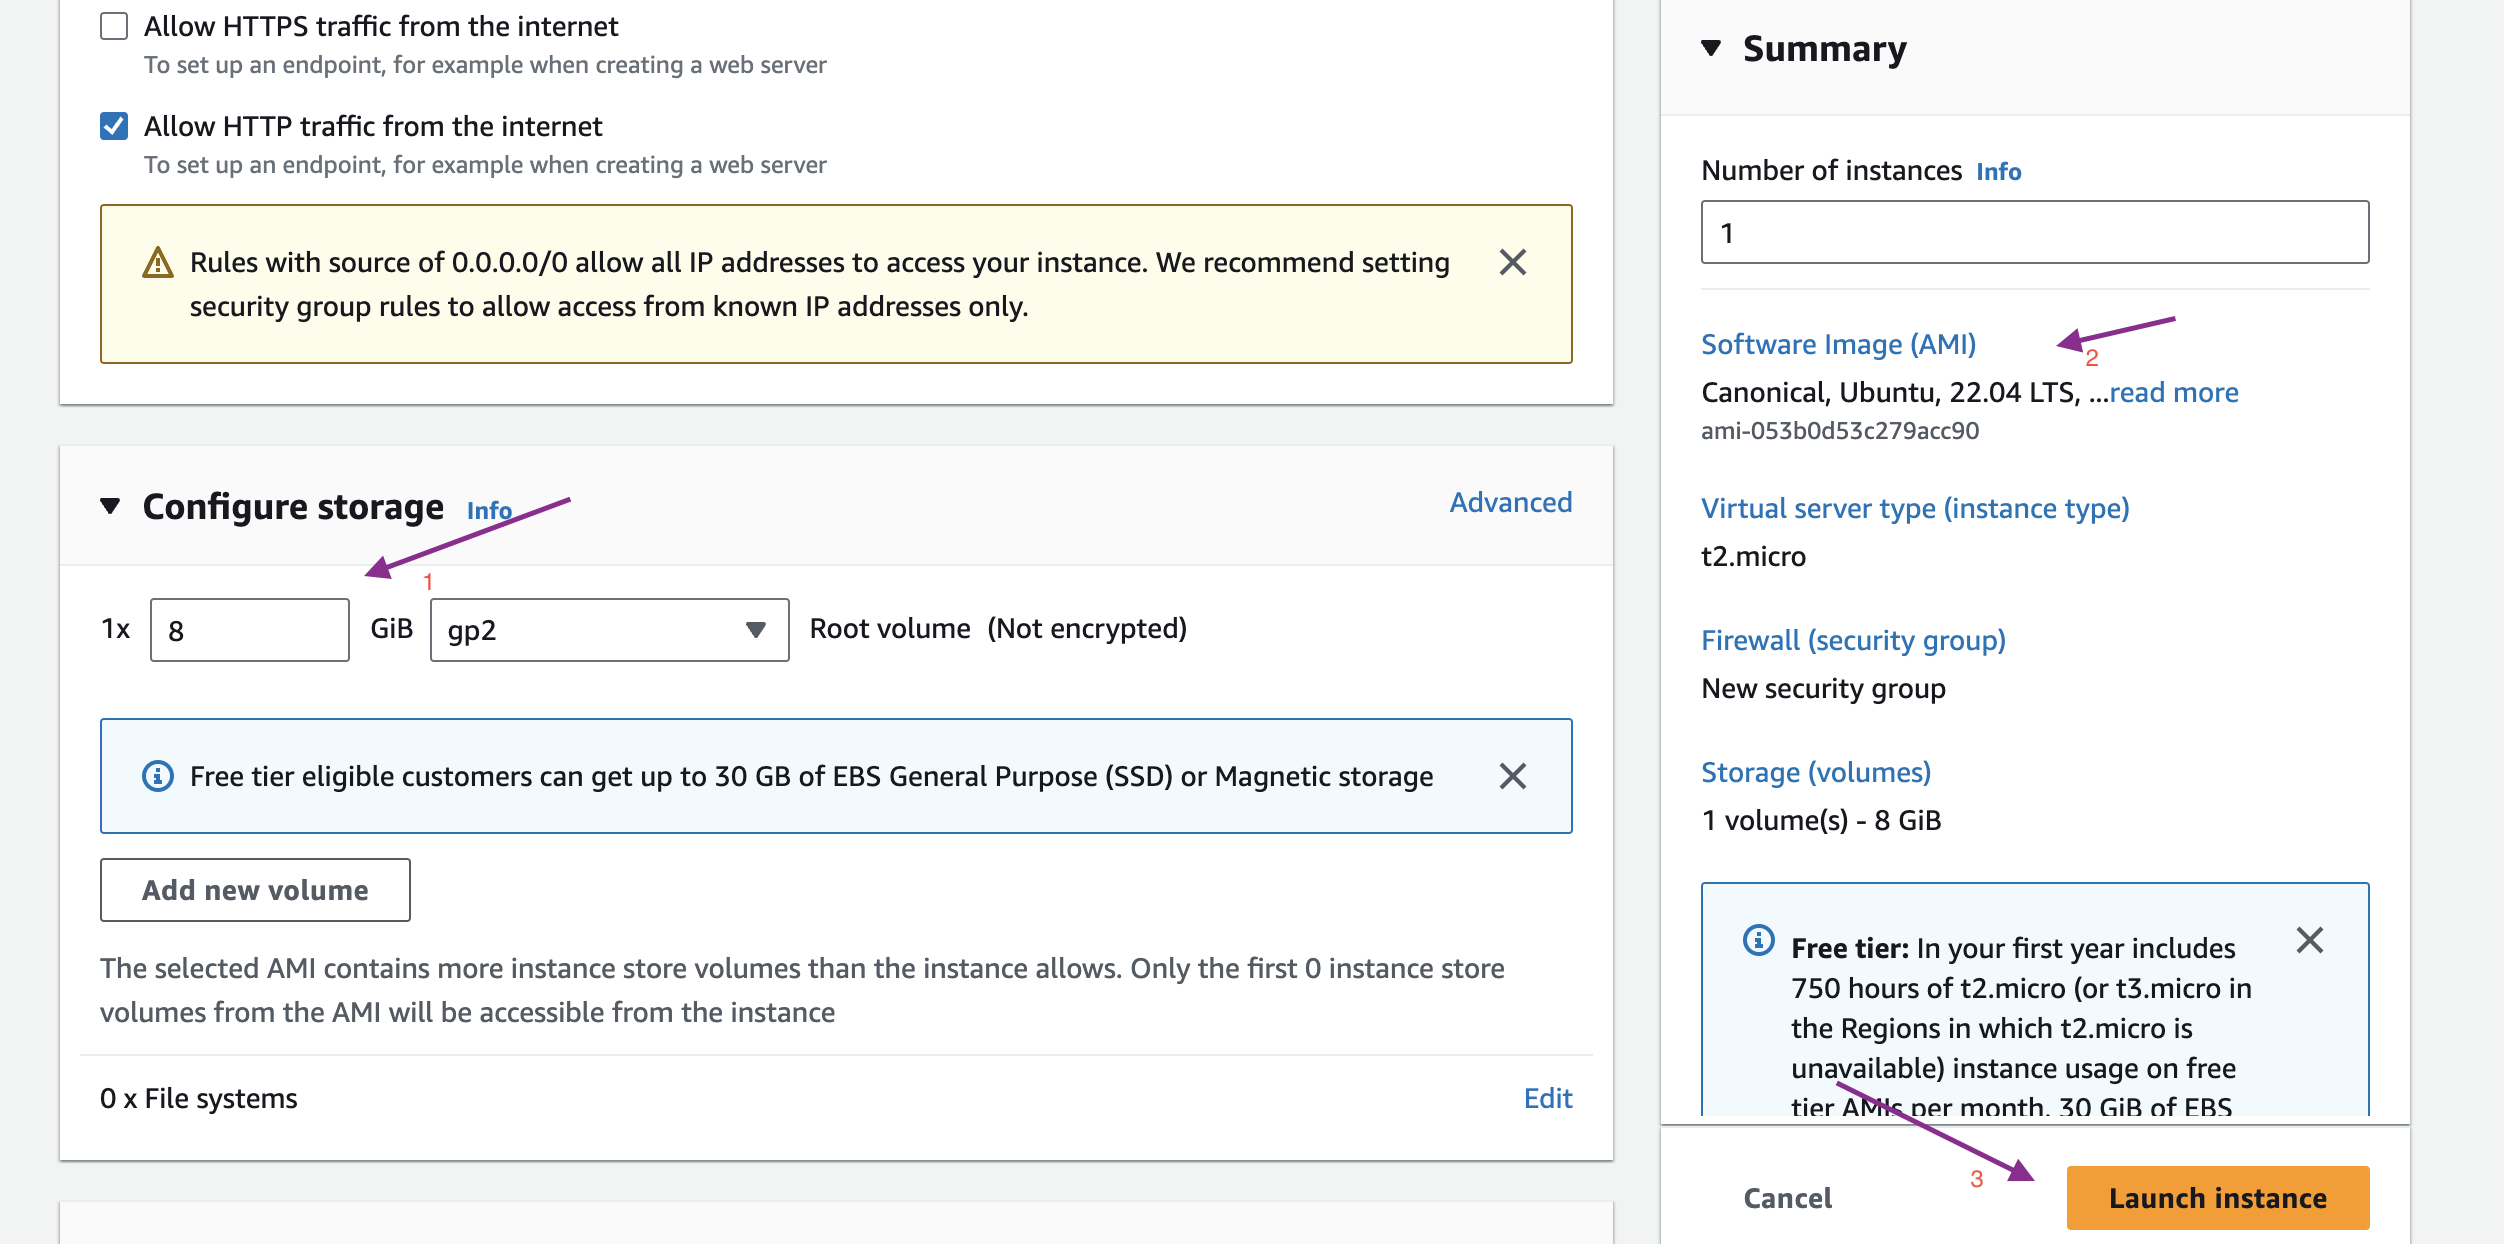 Allow HTTPS traffic from the internet
To set up an endpoint, for example when creating a web server
Allow HTTP traffic from the internet
To set up an endpoint, for example when creating a web server
Rules with source of 0.0.0.0/0 allow all IP addresses to access your instance. We recommend setting
security group rules to allow access from known IP addresses only.
Configure storage Info
Advanced
1
1x 8 GiB gp2 Root volume (Not encrypted)
Free tier eligible customers can get up to 30 GB of EBS General Purpose (SSD) or Magnetic storage
Add new volume
The selected AMI contains more instance store volumes than the instance allows. Only the first 0 instance store
volumes from the AMI will be accessible from the instance
0 x File systems
Edit
Summary
Number of instances Info
1
Software Image (AMI)
2
Canonical, Ubuntu, 22.04 LTS, ...read more
ami-053b0d53c279acc90
Virtual server type (instance type)
t2.micro
Firewall (security group)
New security group
Storage (volumes)
1 volume(s) - 8 GiB
Free tier: In your first year includes
750 hours of t2.micro (or t3.micro in
the Regions in which t2.micro is
unavailable) instance usage on free
tier AMIs per month, 30 GiB of EBS
3
Cancel
Launch instance